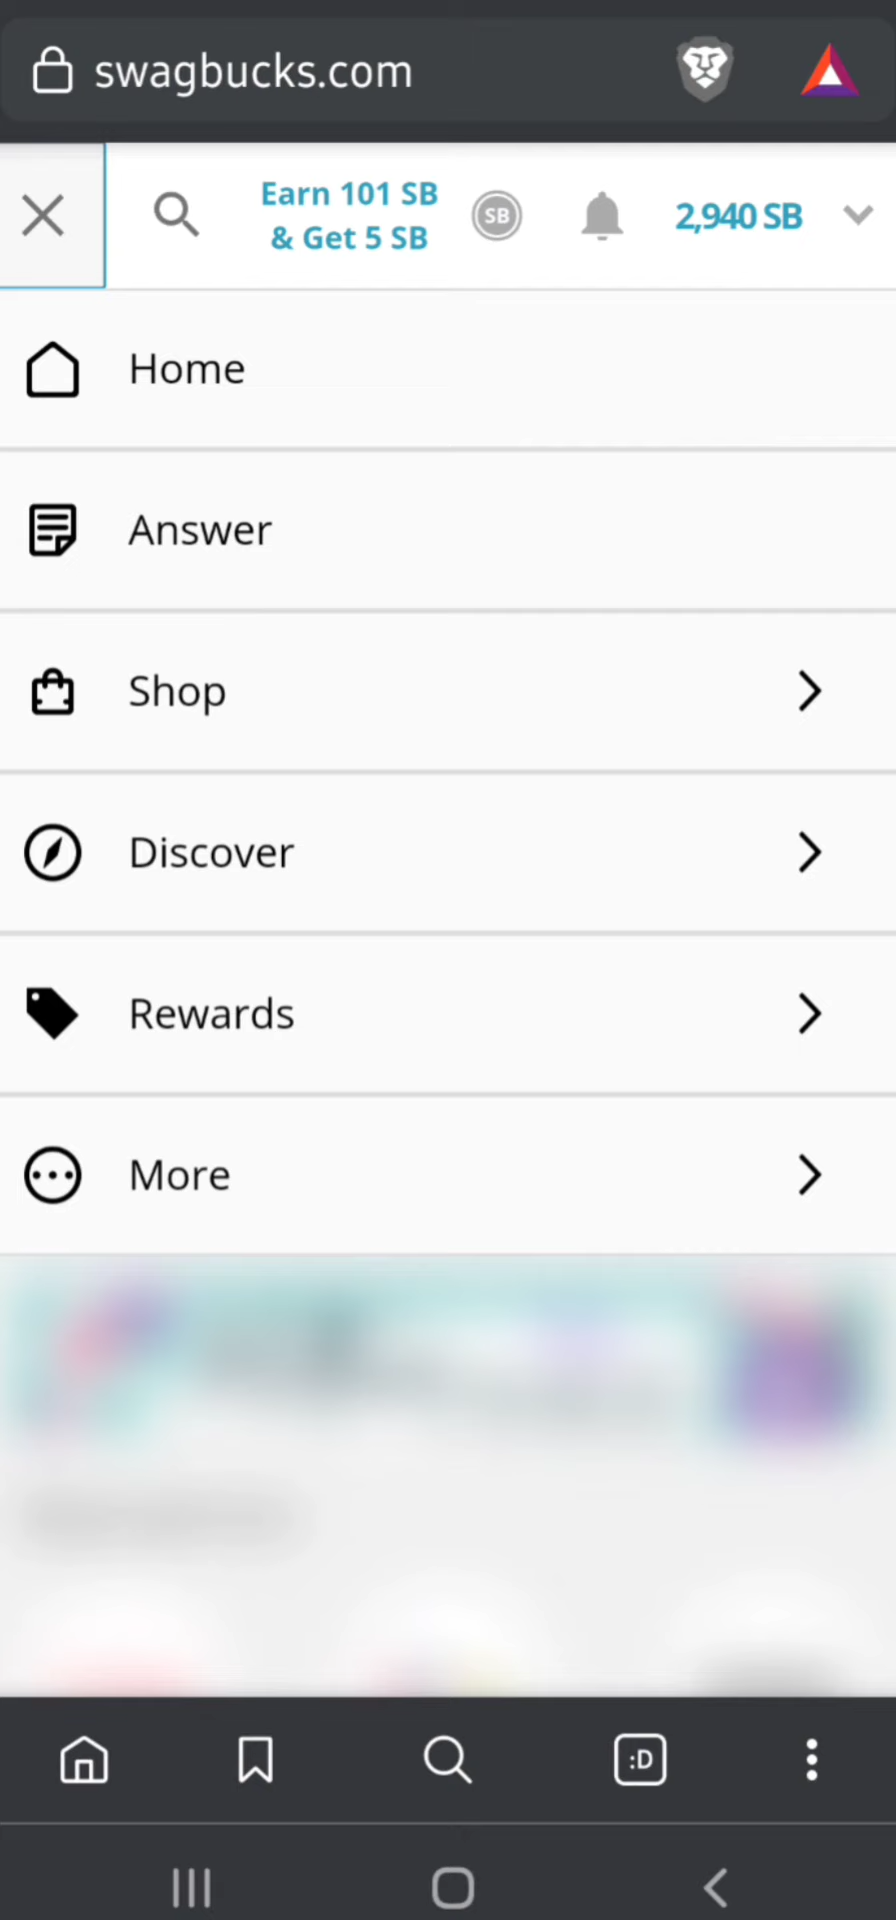 swagbucks.com
Earn 101 SB
& Get 5 SB
SB
2,940 SB
Home
Answer
Shop
Discover
Rewards
More
:D